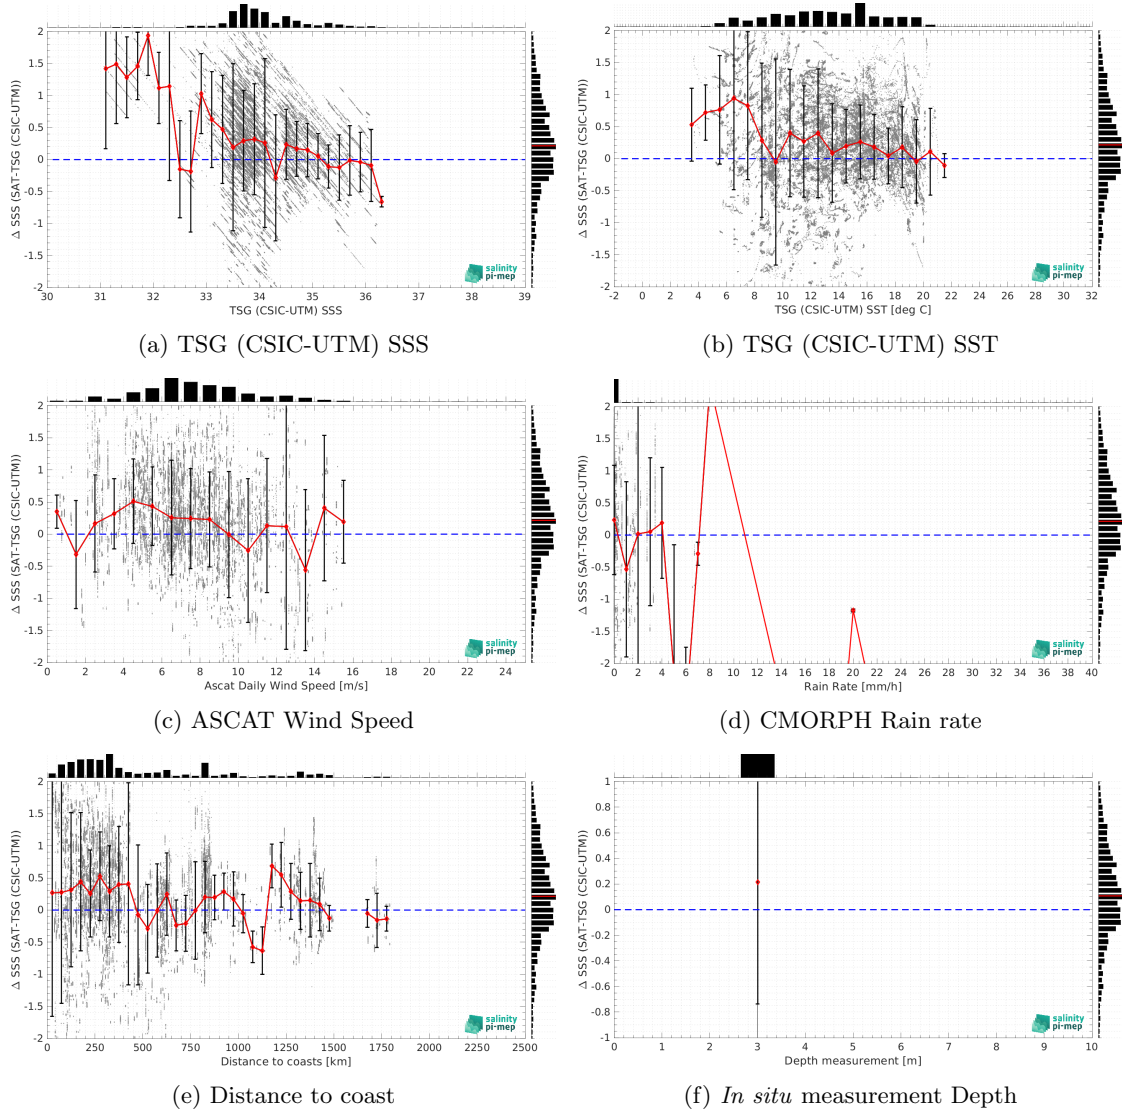 2
1.5
1
0.5
0
-0.5
-1
-1.5
-2
Δ SSS (SAT-TSG (CSIC-UTM))
30 31 32 33 34 35 36 37 38 39
TSG (CSIC-UTM) SSS
salinity
pi-mep
(a) TSG (CSIC-UTM) SSS
2
1.5
1
0.5
0
-0.5
-1
-1.5
-2
Δ SSS (SAT-TSG (CSIC-UTM))
-2 0 2 4 6 8 10 12 14 16 18 20 22 24 26 28 30 32
TSG (CSIC-UTM) SST [deg C]
salinity
pi-mep
(b) TSG (CSIC-UTM) SST
2
1.5
1
0.5
0
-0.5
-1
-1.5
-2
Δ SSS (SAT-TSG (CSIC-UTM))
0 2 4 6 8 10 12 14 16 18 20 22 24
Ascat Daily Wind Speed [m/s]
salinity
pi-mep
(c) ASCAT Wind Speed
2
1.5
1
0.5
0
-0.5
-1
-1.5
-2
Δ SSS (SAT-TSG (CSIC-UTM))
0 2 4 6 8 10 12 14 16 18 20 22 24 26 28 30 32 34 36 38 40
Rain Rate [mm/h]
salinity
pi-mep
(d) CMORPH Rain rate
2
1.5
1
0.5
0
-0.5
-1
-1.5
-2
Δ SSS (SAT-TSG (CSIC-UTM))
0 250 500 750 1000 1250 1500 1750 2000 2250 2500
Distance to coasts [km]
salinity
pi-mep
(e) Distance to coast
1
0.8
0.6
0.4
0.2
0
-0.2
-0.4
-0.6
-0.8
-1
Δ SSS (SAT-TSG (CSIC-UTM))
0 1 2 3 4 5 6 7 8 9 10
Depth measurement [m]
salinity
pi-mep
(f) In situ measurement Depth